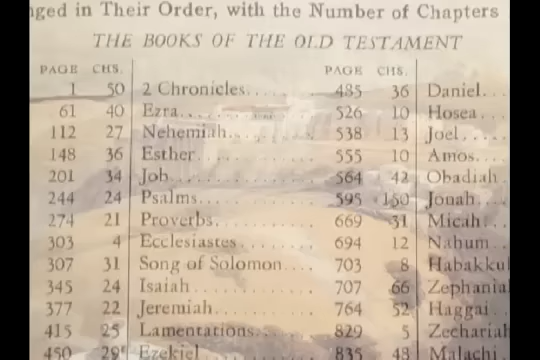 nged in Their Order, with the Number of Chapters
THE BOOKS OF THE OLD TESTAMENT
PAGE CHS. PAGE CHS.
1 50 2 Chronicles..... 485 36 Daniel...
61 40 Ezra............ 526 10 Hosea...
112 27 Nehemiah........ 538 13 Joel....
148 36 Esther.......... 555 10 Amos....
201 34 Job............. 564 42 Obadiah.
244 24 Psalms.......... 595 150 Jonah...
274 21 Proverbs........ 669 31 Micah...
303 4 Ecclesiastes........ 694 12 Nahum..
307 31 Song of Solomon.... 703 8 Habakkul
345 24 Isaiah.......... 707 66 Zephania
377 22 Jeremiah........ 764 52 Haggai..
415 25 Lamentations....... 829 5 Zechariah
450 29 Ezekiel......... 835 48 Malachi.